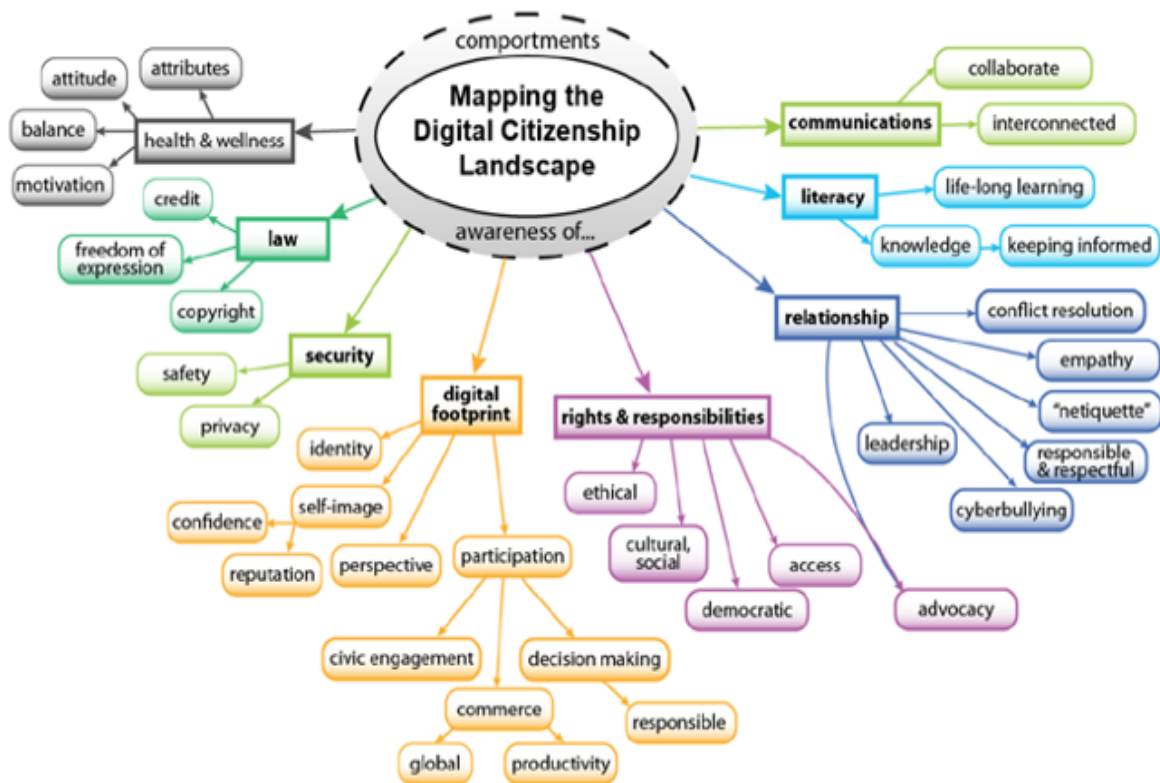 comportments
Mapping the
Digital Citizenship
Landscape
awareness of...
attributes
attitude
balance
motivation
health & wellness
credit
law
freedom of
expression
copyright
security
safety
privacy
digital
footprint
identity
self-image
confidence
reputation
perspective
participation
civic engagement
decision making
commerce
responsible
global
productivity
rights & responsibilities
ethical
cultural,
social
access
democratic
advocacy
communications
collaborate
interconnected
literacy
life-long learning
knowledge
keeping informed
relationship
conflict resolution
empathy
"netiquette"
leadership
responsible
& respectful
cyberbullying